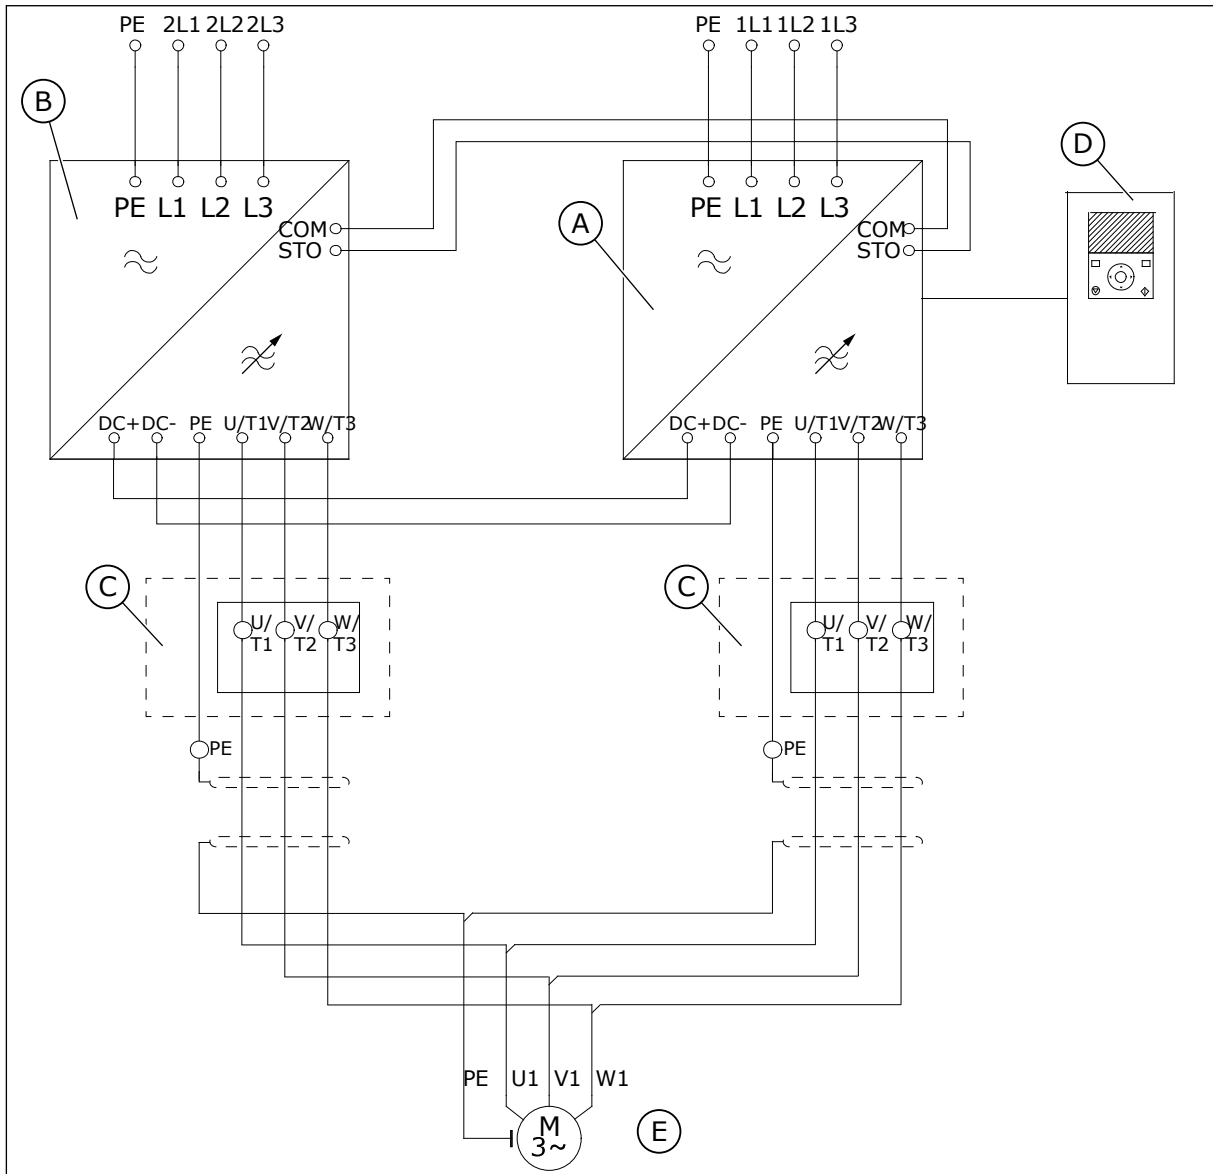 PE 2L1 2L2 2L3
PE 1L1 1L2 1L3
B
D
PE L1 L2 L3
PE L1 L2 L3
COM
STO
A
COM
STO
DC+ DC- PE U/T1 V/T2 W/T3
DC+ DC- PE U/T1 V/T2 W/T3
C
U/
T1
V/
T2
W/
T3
C
U/
T1
V/
T2
W/
T3
PE
PE
PE U1 V1 W1
M
3~
E